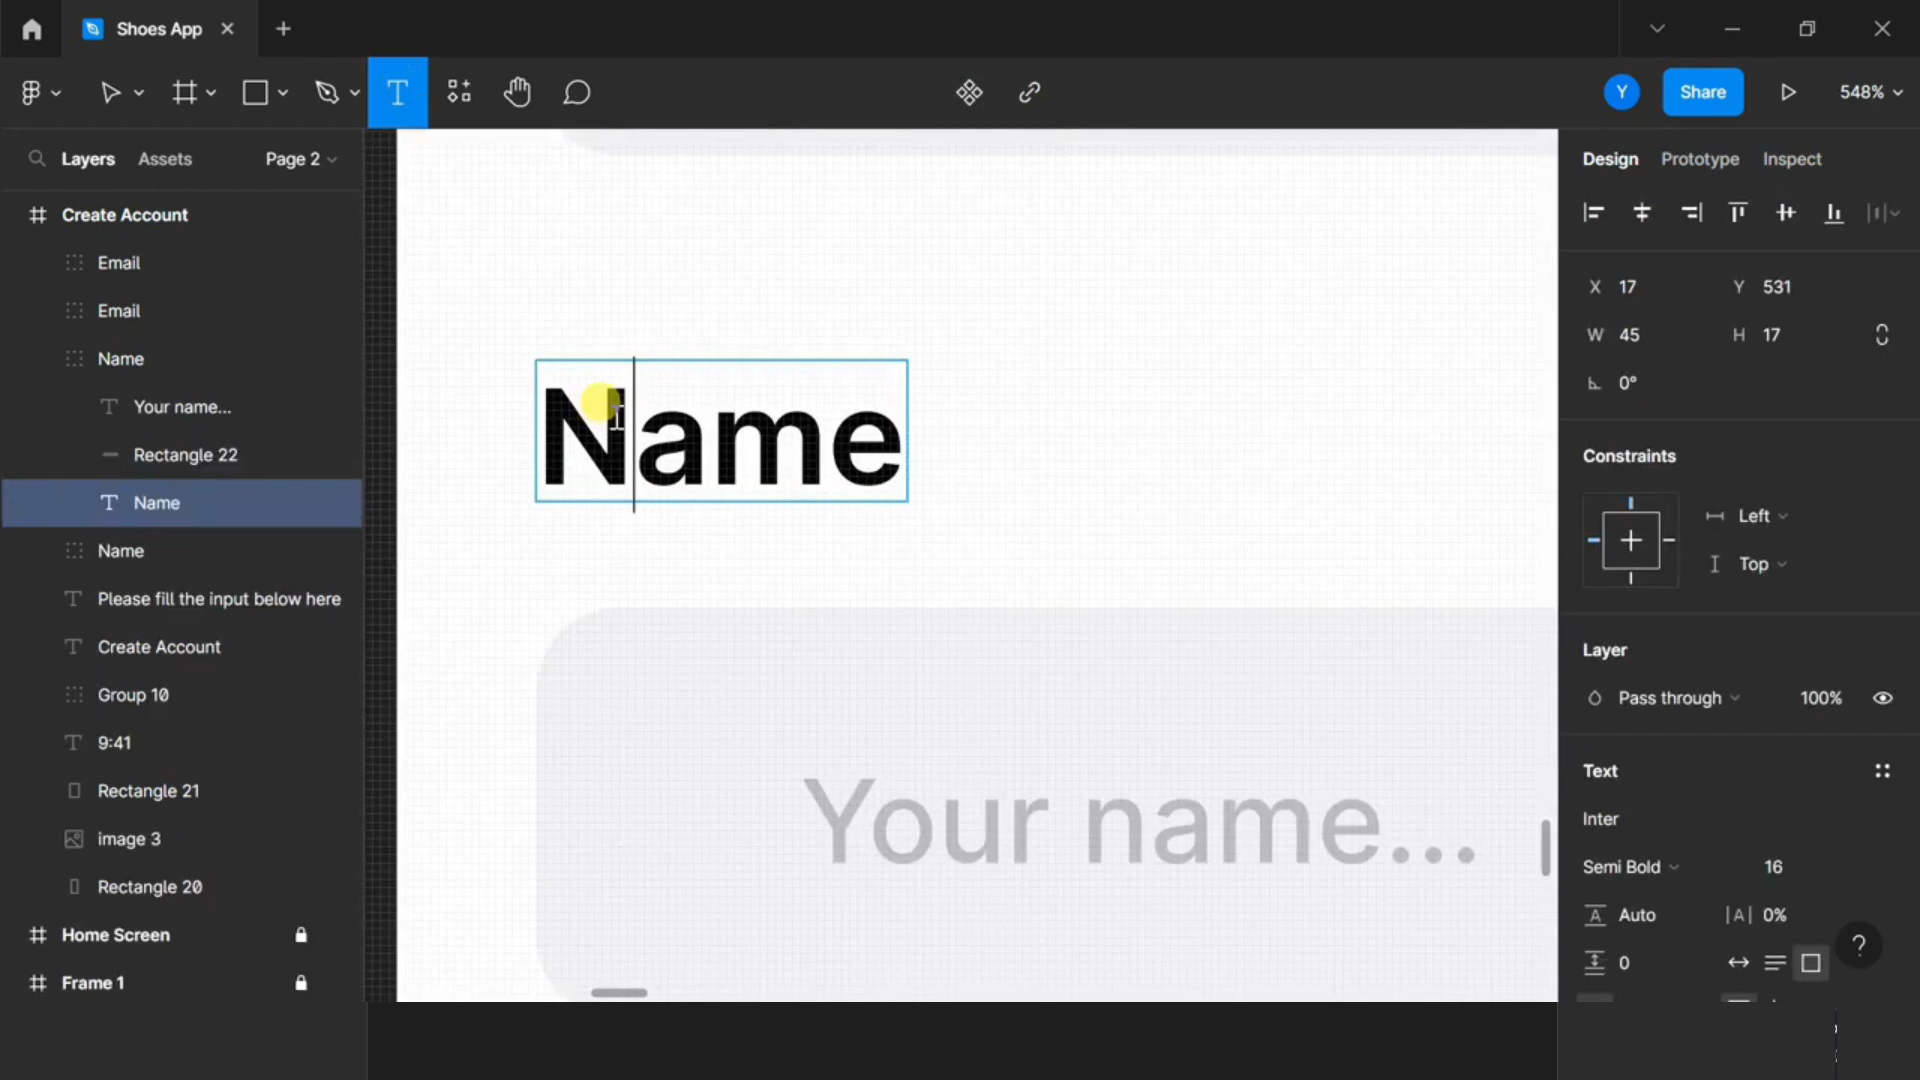 Shoes App
Y
Share
548%
Layers
Assets
Page 2
Create Account
Email
Email
Name
Your name...
Rectangle 22
Name
Name
Please fill the input below here
Create Account
Group 10
9:41
Rectangle 21
image 3
Rectangle 20
Home Screen
Frame 1
Name
Your name...
Design
Prototype
Inspect
X 17
Y 531
W 45
H 17
0°
Constraints
Left
Top
Layer
Pass through
100%
Text
Inter
Semi Bold
16
Auto
|A| 0%
0
?